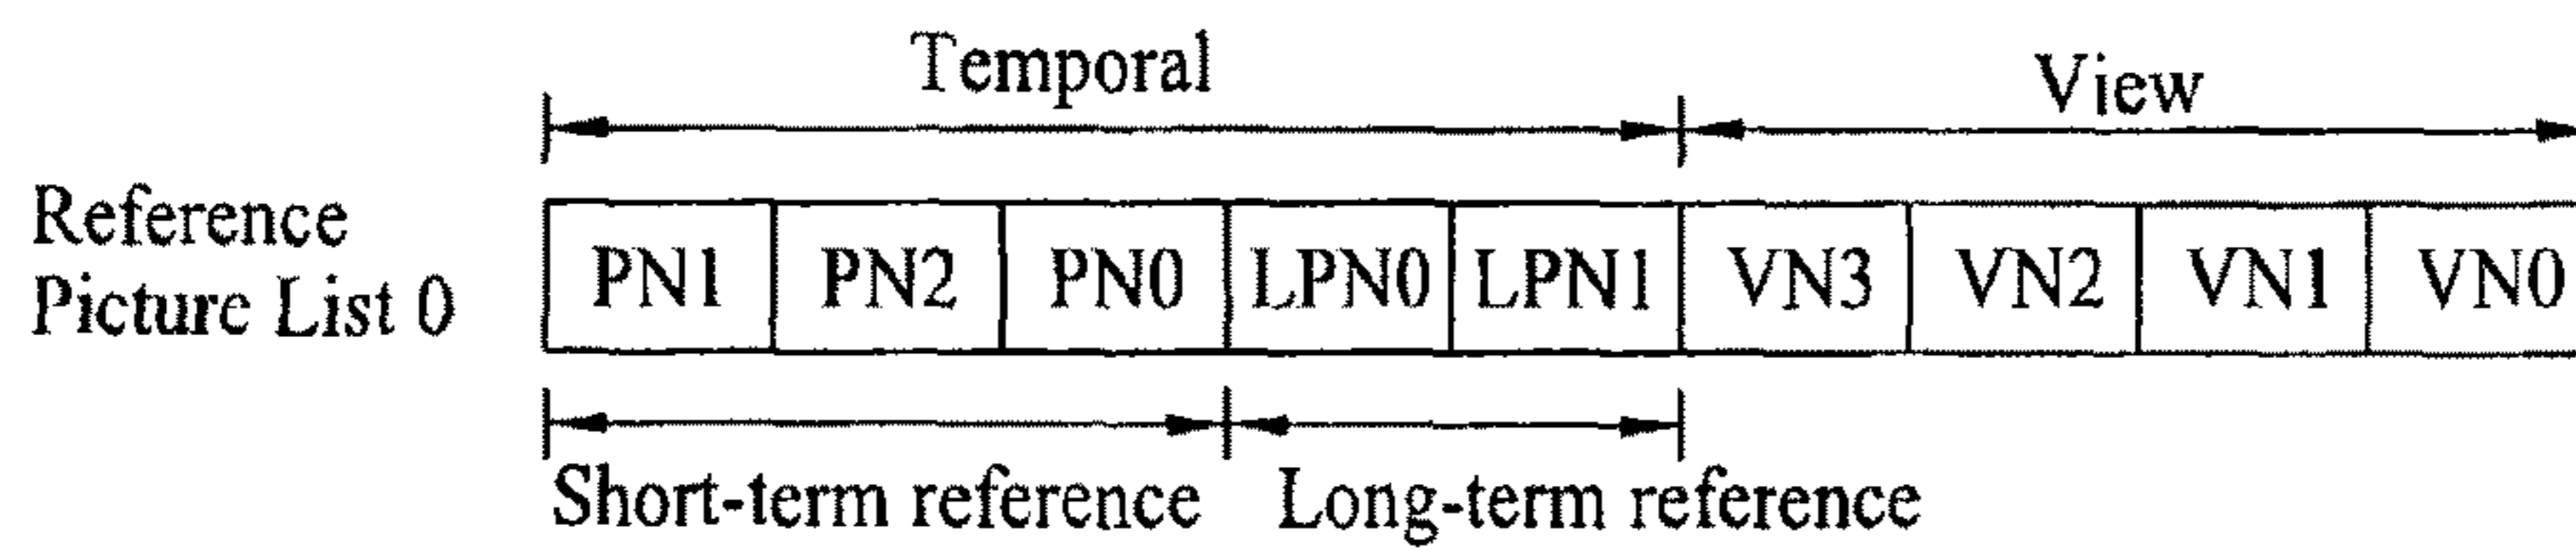 Temporal
View
Reference
Picture List 0
PN1 PN2 PN0 LPN0 LPN1 VN3 VN2 VN1 VN0
Short-term reference Long-term reference